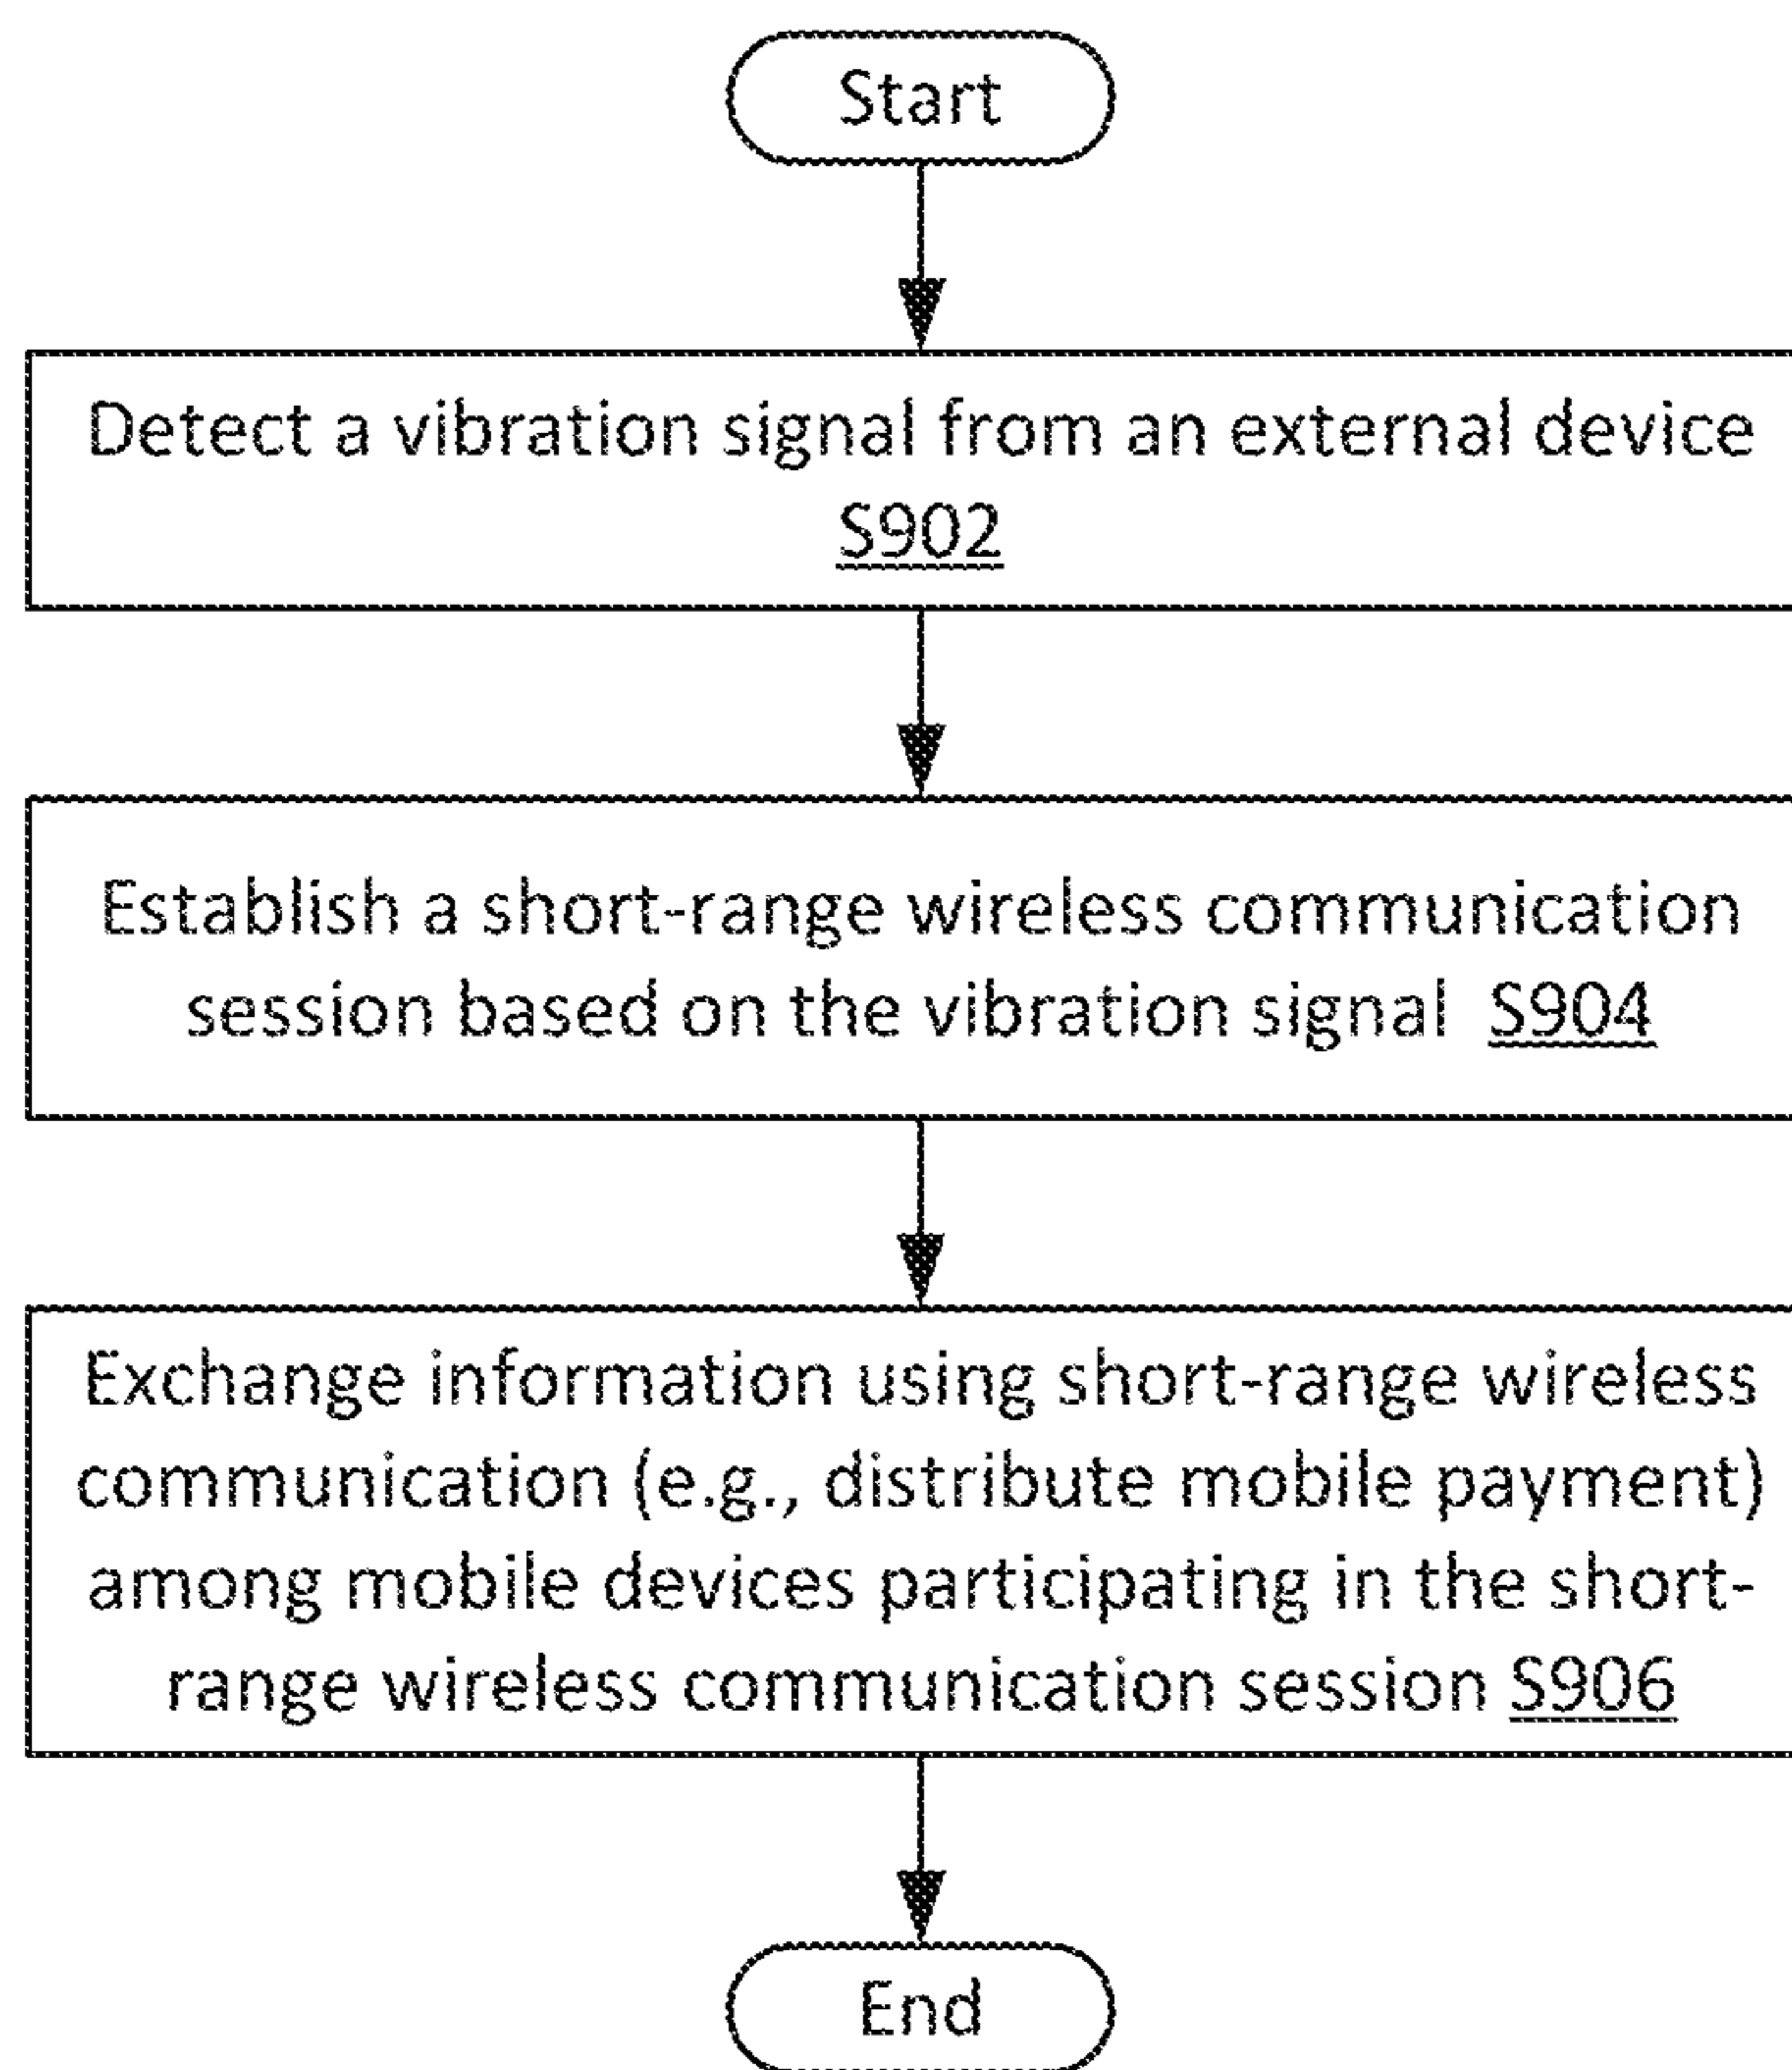 Start
Detect a vibration signal from an external device
S902
Establish a short-range wireless communication
session based on the vibration signal S904
Exchange information using short-range wireless
communication (e.g., distribute mobile payment)
among mobile devices participating in the short-
range wireless communication session S906
End